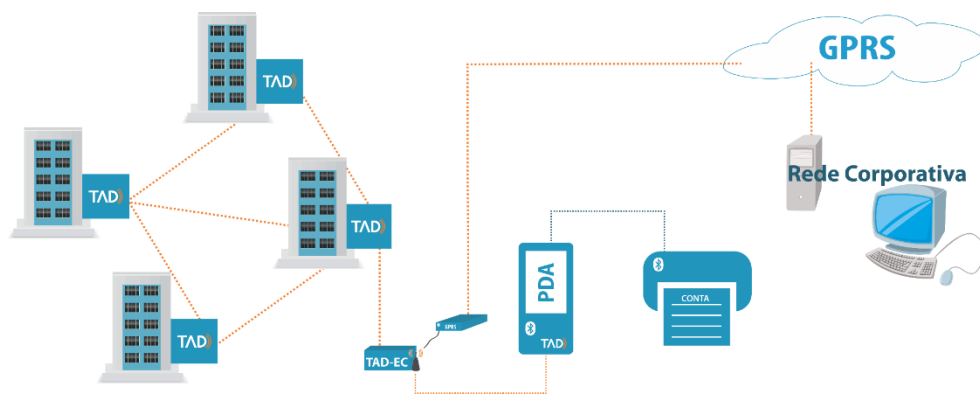 GPRS
TAD
TAD
TAD
TAD
Rede Corporativa
PDA
TAD
CONTA
GPRS
TAD-EC